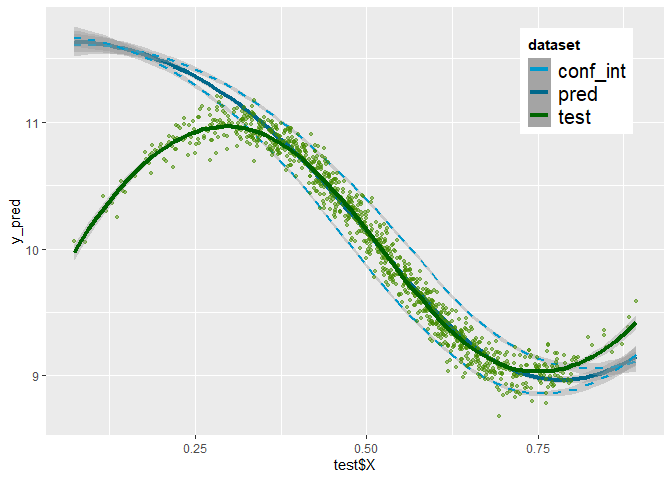 dataset
conf_int
pred
test
11
10
9
y_pred
0.25
0.50
0.75
test$X